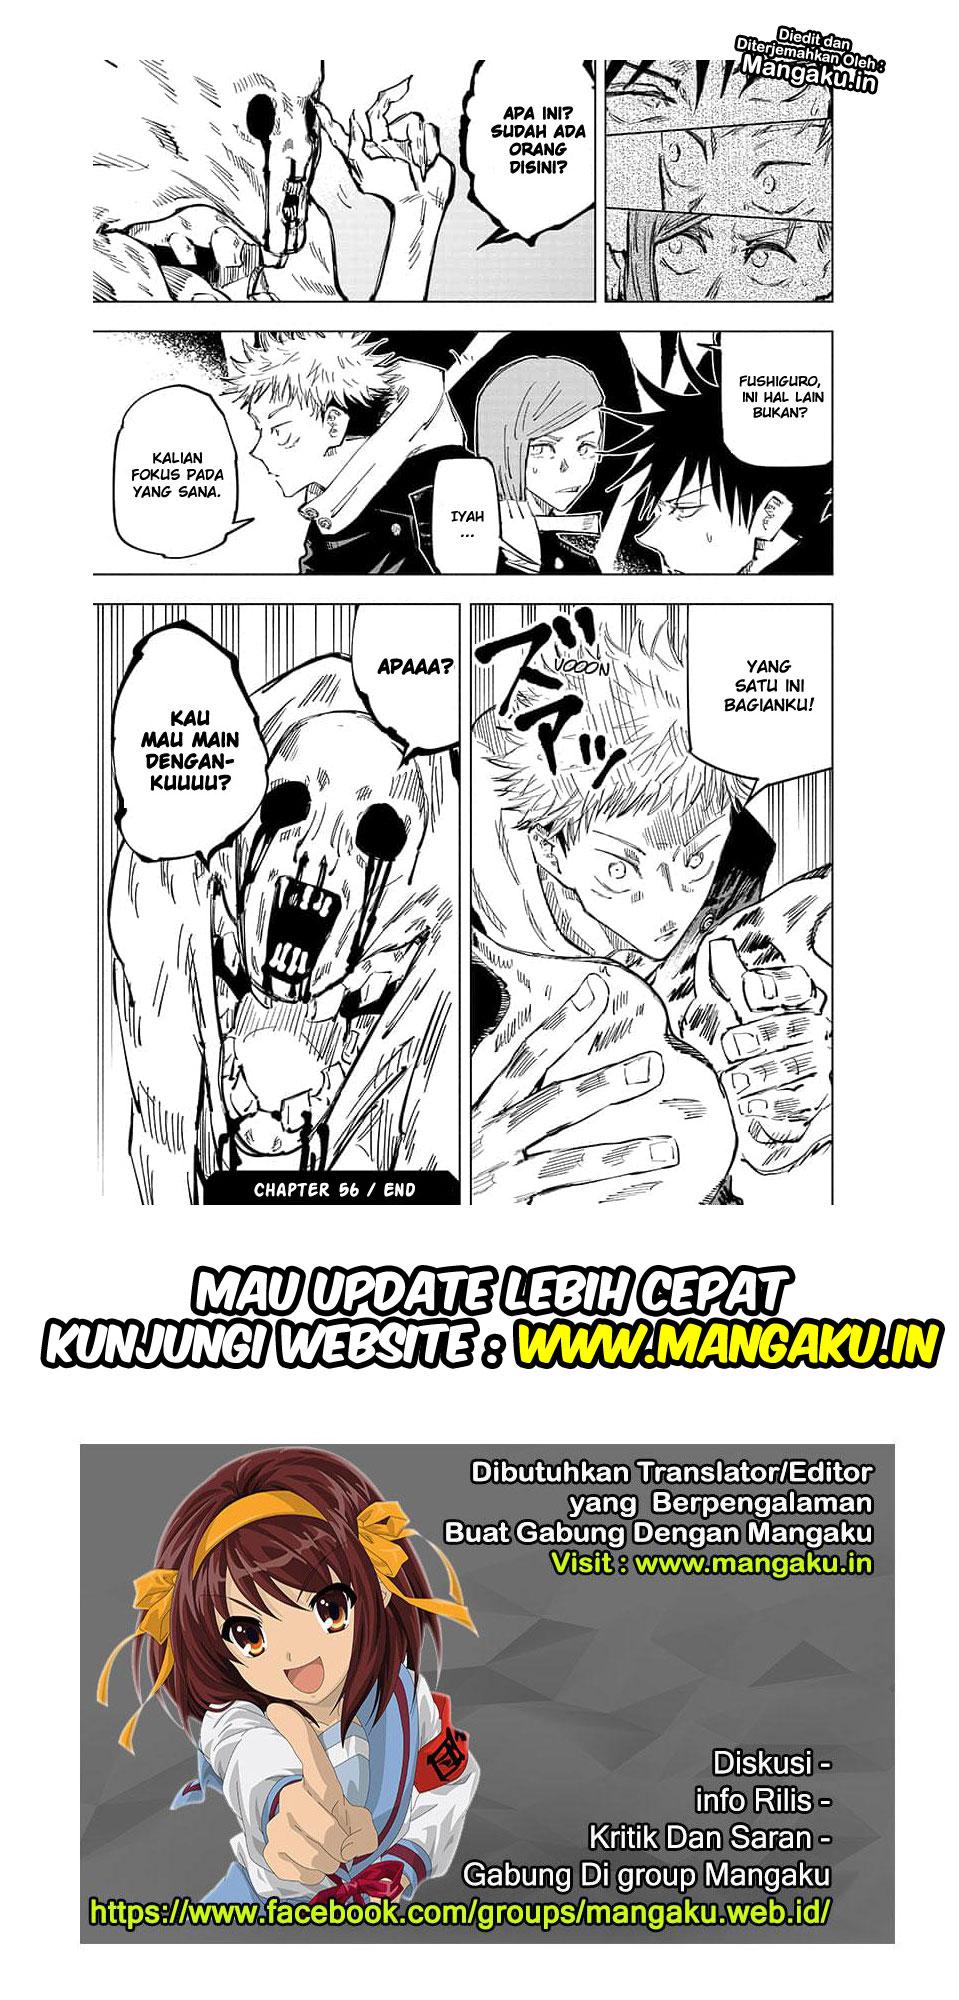 Diedit dan
Diterjemahkan Oleh :
Mangaku.in
APA INI?
SUDAH ADA
ORANG
DISINI?
FUSHIGURO,
INI HAL LAIN
BUKAN?
IYAH
...
KALIAN
FOKUS PADA
YANG SANA.
YANG
SATU INI
BAGIANKU!
ズズズ
VOOON
APAAA?
KAU
MAU MAIN
DENGAN-
KUUUU?
CHAPTER 56 / END
MAU UPDATE LEBIH CEPAT
KUNJUNGI WEBSITE : WWW.MANGAKU.IN
Dibutuhkan Translator/Editor
yang Berpengalaman
Buat Gabung Dengan Mangaku
Visit : www.mangaku.in
団
Diskusi -
info Rilis -
Kritik Dan Saran -
Gabung Di group Mangaku
https://www.facebook.com/groups/mangaku.web.id/